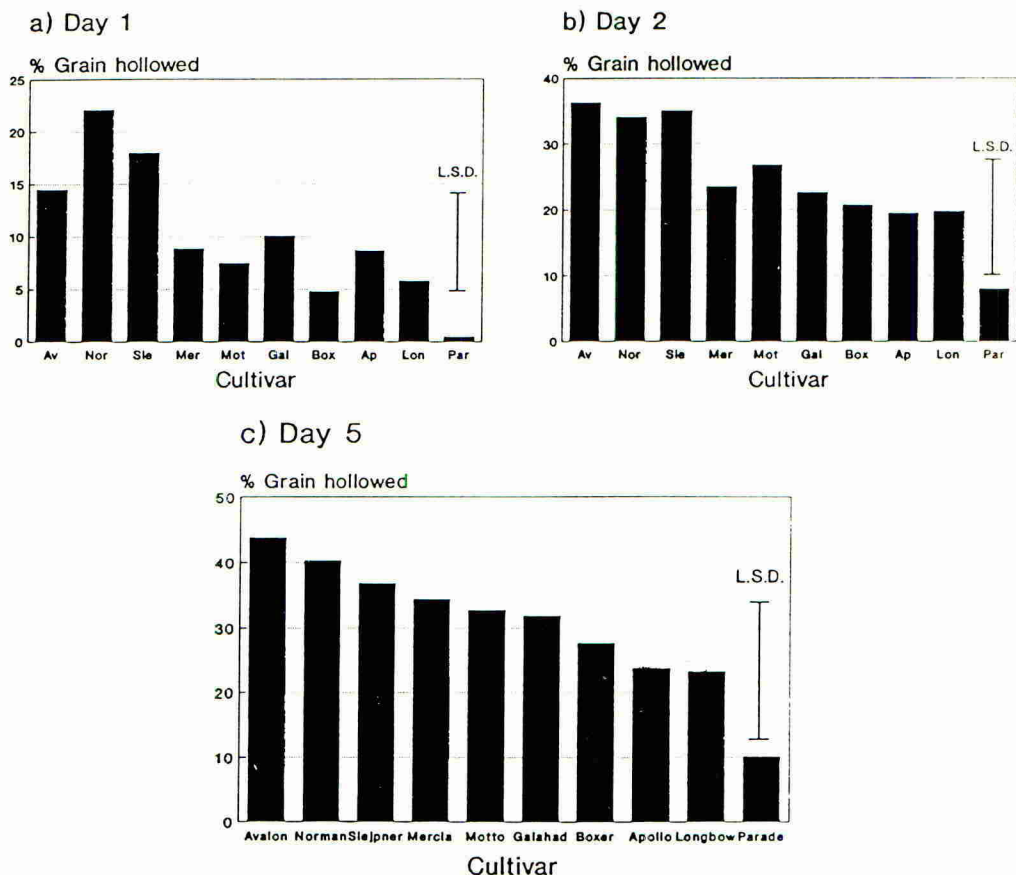 a) Day 1
% Grain hollowed
25
20
15
10
5
0
L.S.D.
Av Nor Sle Mer Mot Gal Box Ap Lon Par
Cultivar
b) Day 2
% Grain hollowed
40
30
20
10
0
L.S.D.
Av Nor Sle Mer Mot Gal Box Ap Lon Par
Cultivar
c) Day 5
% Grain hollowed
50
40
30
20
10
0
L.S.D.
Avalon Norman Slejpner Mercia Motto Galahad Boxer Apollo Longbow Parade
Cultivar